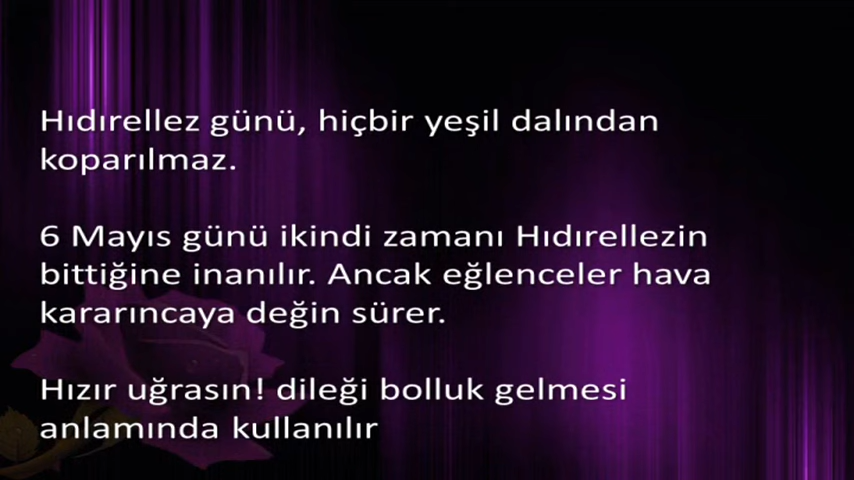 Hıdırellez günü, hiçbir yeşil dalından
koparılmaz.
6 Mayıs günü ikindi zamanı Hıdırellezin
bittiğine inanılır. Ancak eğlenceler hava
kararıncaya değin sürer.
Hızır uğrasın! dileği bolluk gelmesi
anlamında kullanılır